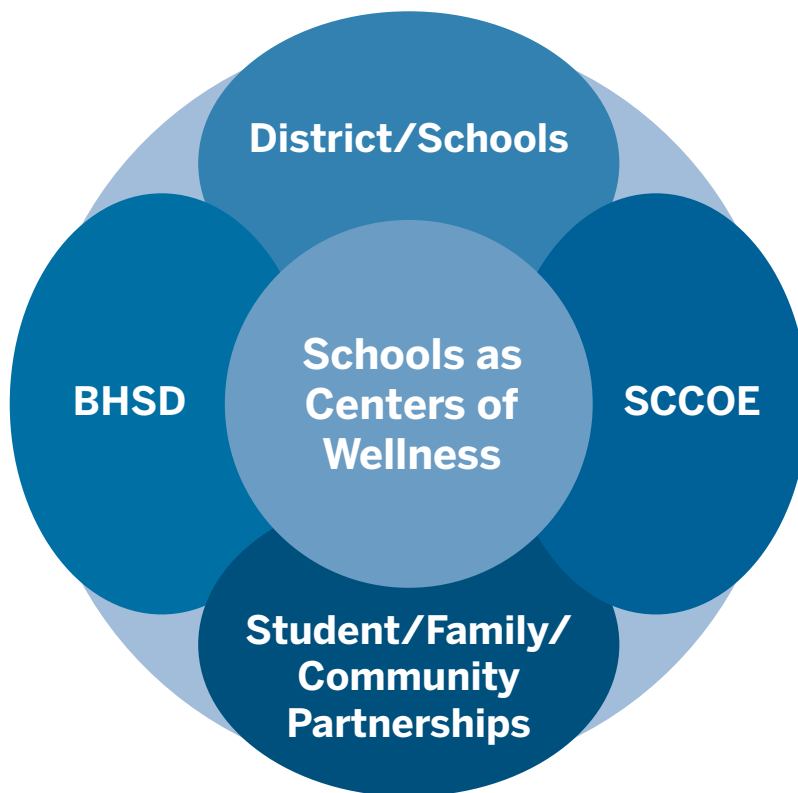 District/Schools
BHSD
Schools as
Centers of
Wellness
SCCOE
Student/Family/
Community
Partnerships